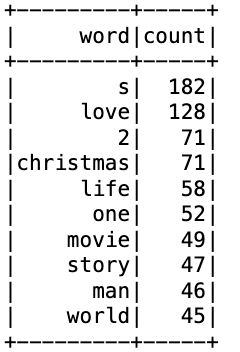 +---------+-----+
|     word|count|
+---------+-----+
|        s|  182|
|     love|  128|
|        2|   71|
|christmas|   71|
|     life|   58|
|      one|   52|
|    movie|   49|
|    story|   47|
|      man|   46|
|    world|   45|
+---------+-----+